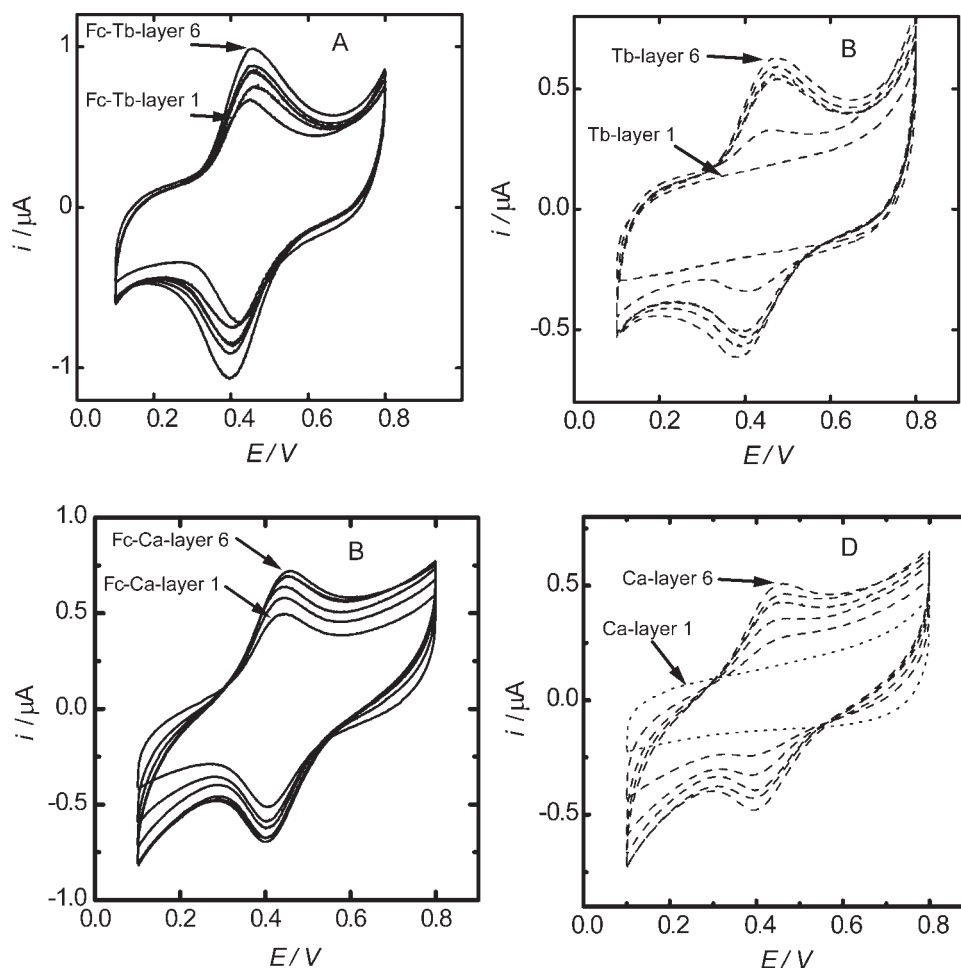 Fc-Tb-layer 6
A
1
Fc-Tb-layer 1
0
-1
i /µA
0.0 0.2 0.4 0.6 0.8
E / V
Tb-layer 6
B
0.5
Tb-layer 1
0.0
-0.5
i /µA
0.0 0.2 0.4 0.6 0.8
E / V
1.0
Fc-Ca-layer 6
B
Fc-Ca-layer 1
0.5
0.0
-0.5
-1.0
i /µA
0.0 0.2 0.4 0.6 0.8
E / V
Ca-layer 6
D
0.5
Ca-layer 1
0.0
-0.5
i /µA
0.0 0.2 0.4 0.6 0.8
E / V